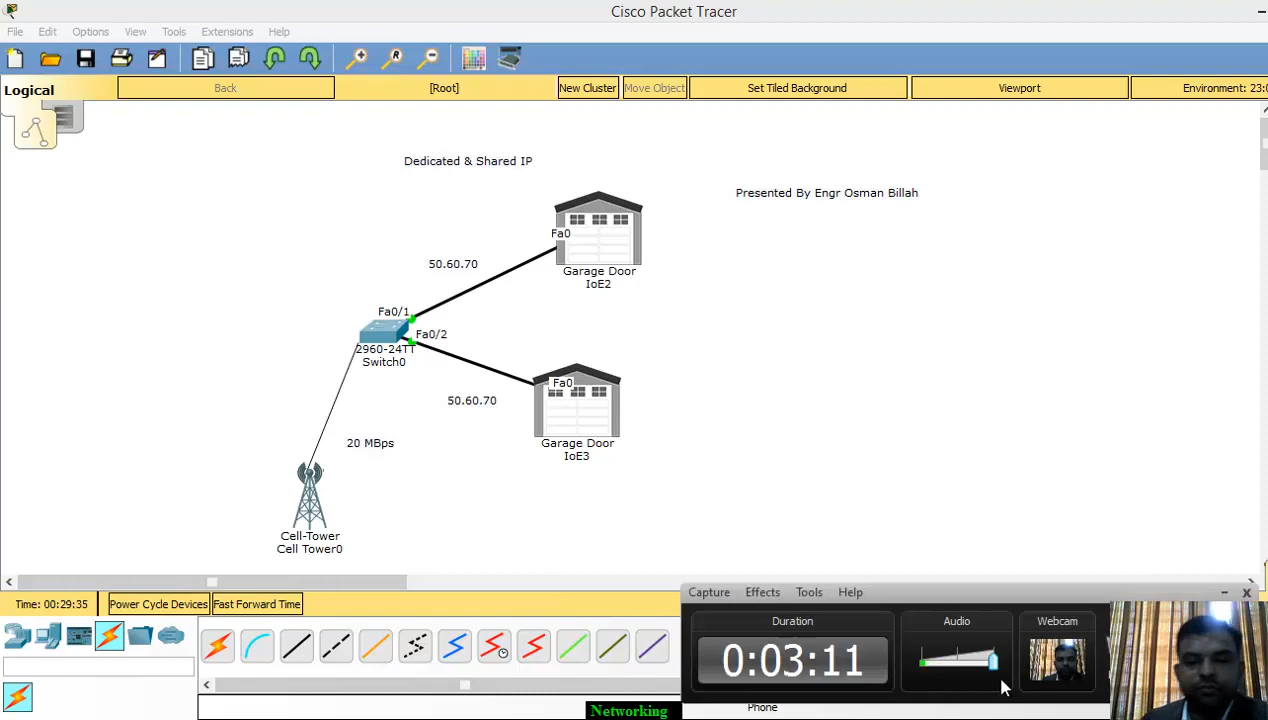 Cisco Packet Tracer
File Edit Options View Tools Extensions Help
Logical
Back
[Root]
New Cluster
Move Object
Set Tiled Background
Viewport
Environment: 23:0
Dedicated & Shared IP
Presented By Engr Osman Billah
Fa0
Garage Door
IoE2
50.60.70
Fa0/1
Fa0/2
2960-24TT
Switch0
Fa0
50.60.70
Garage Door
IoE3
20 MBps
Cell-Tower
Cell Tower0
Time: 00:29:35
Power Cycle Devices
Fast Forward Time
Capture Effects Tools Help
Duration
Audio
Webcam
0:03:11
Networking
Phone